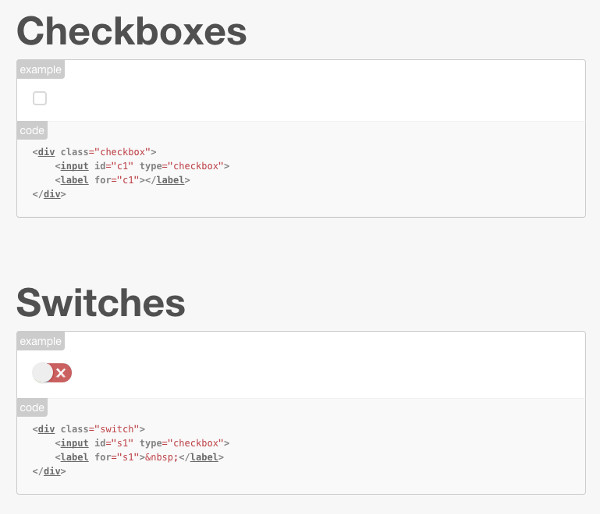 Checkboxes
example
code
<div class="checkbox">
    <input id="c1" type="checkbox">
    <label for="c1"></label>
</div>
Switches
example
code
<div class="switch">
    <input id="s1" type="checkbox">
    <label for="s1">&nbsp;</label>
</div>